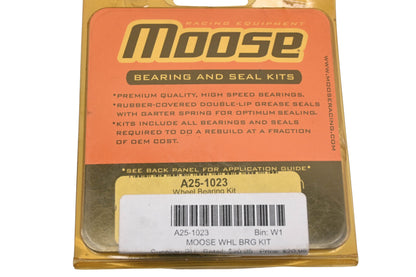 RACING EQUIPMENT
Moose
BEARING AND SEAL KITS
*PREMIUM QUALITY, HIGH SPEED BEARINGS.
*RUBBER-COVERED DOUBLE-LIP GREASE SEALS
WITH GARTER SPRING FOR OPTIMUM SEALING.
*KITS INCLUDE ALL BEARINGS AND SEALS
REQUIRED TO DO A REBUILD AT A FRACTION
OF OEM COST.
WWW.MOOSERACING.COM
*SEE BACK PANEL FOR APPLICATION GUIDE*
A25-1023
Wheel Bearing Kit
A25-1023 Bin: W1
MOOSE WHL BRG KIT